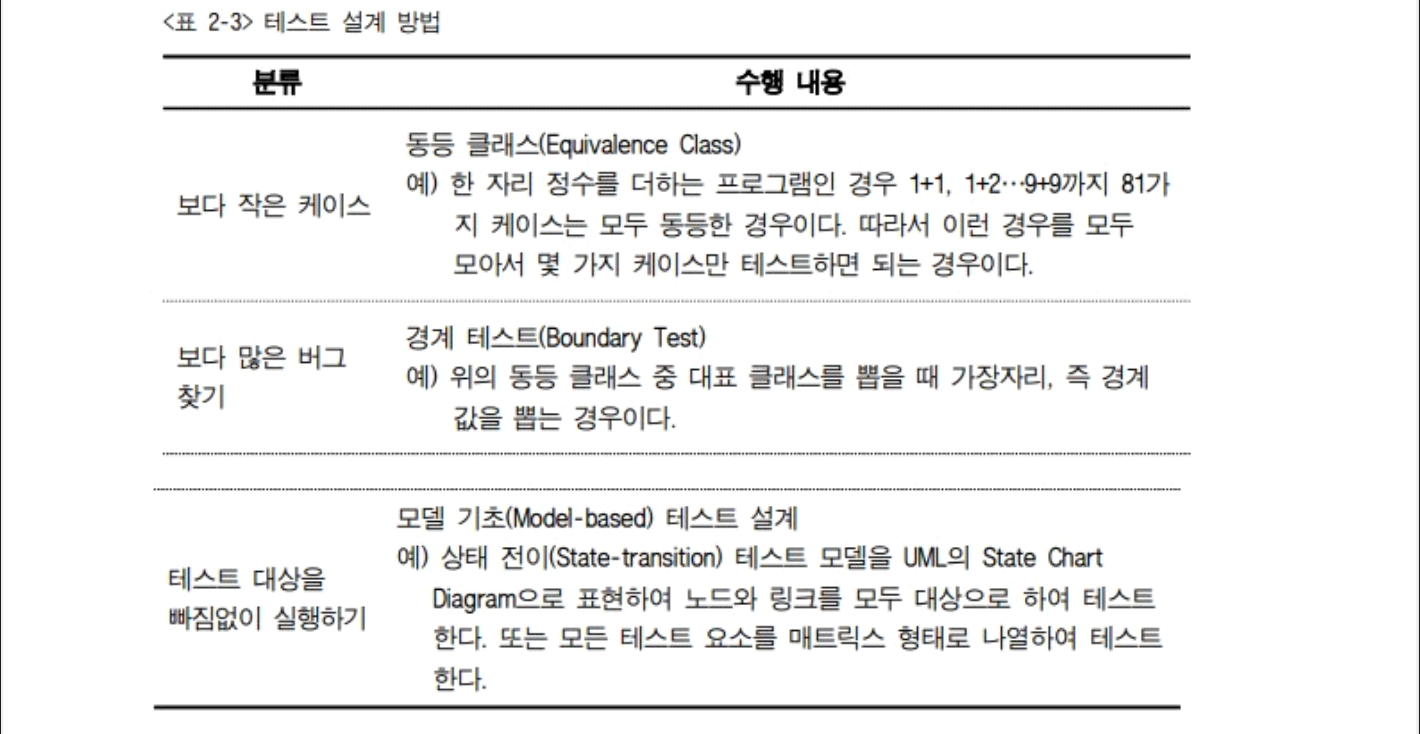 <표 2-3> 테스트 설계 방법
분류 수행 내용
보다 작은 케이스
동등 클래스(Equivalence Class)
예) 한 자리 정수를 더하는 프로그램인 경우 1+1, 1+2…9+9까지 81가
지 케이스는 모두 동등한 경우이다. 따라서 이런 경우를 모두
모아서 몇 가지 케이스만 테스트하면 되는 경우이다.
보다 많은 버그
찾기
경계 테스트(Boundary Test)
예) 위의 동등 클래스 중 대표 클래스를 뽑을 때 가장자리, 즉 경계
값을 뽑는 경우이다.
테스트 대상을
빠짐없이 실행하기
모델 기초(Model-based) 테스트 설계
예) 상태 전이(State-transition) 테스트 모델을 UML의 State Chart
Diagram으로 표현하여 노드와 링크를 모두 대상으로 하여 테스트
한다. 또는 모든 테스트 요소를 매트릭스 형태로 나열하여 테스트
한다.